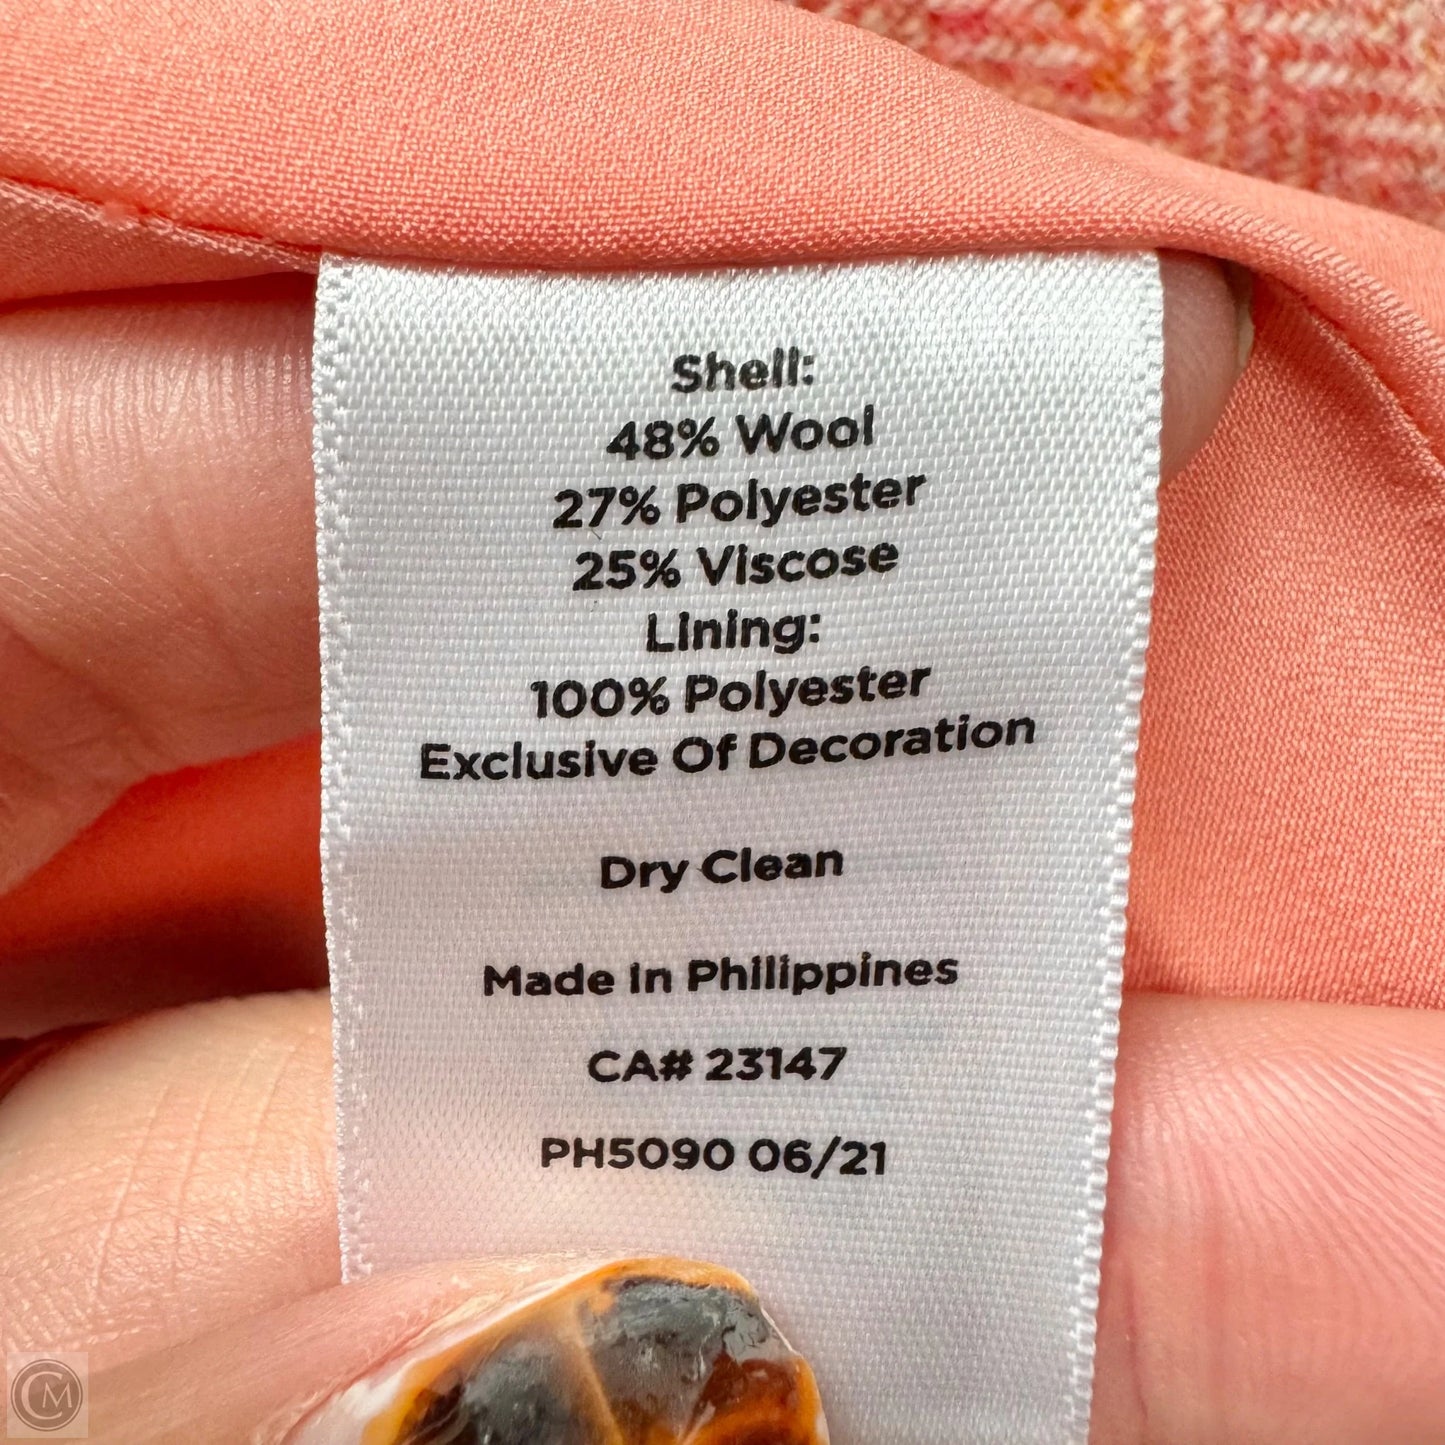 Shell:
48% Wool
27% Polyester
25% Viscose
Lining:
100% Polyester
Exclusive Of Decoration
Dry Clean
Made In Philippines
CA# 23147
PH5090 06/21
CM